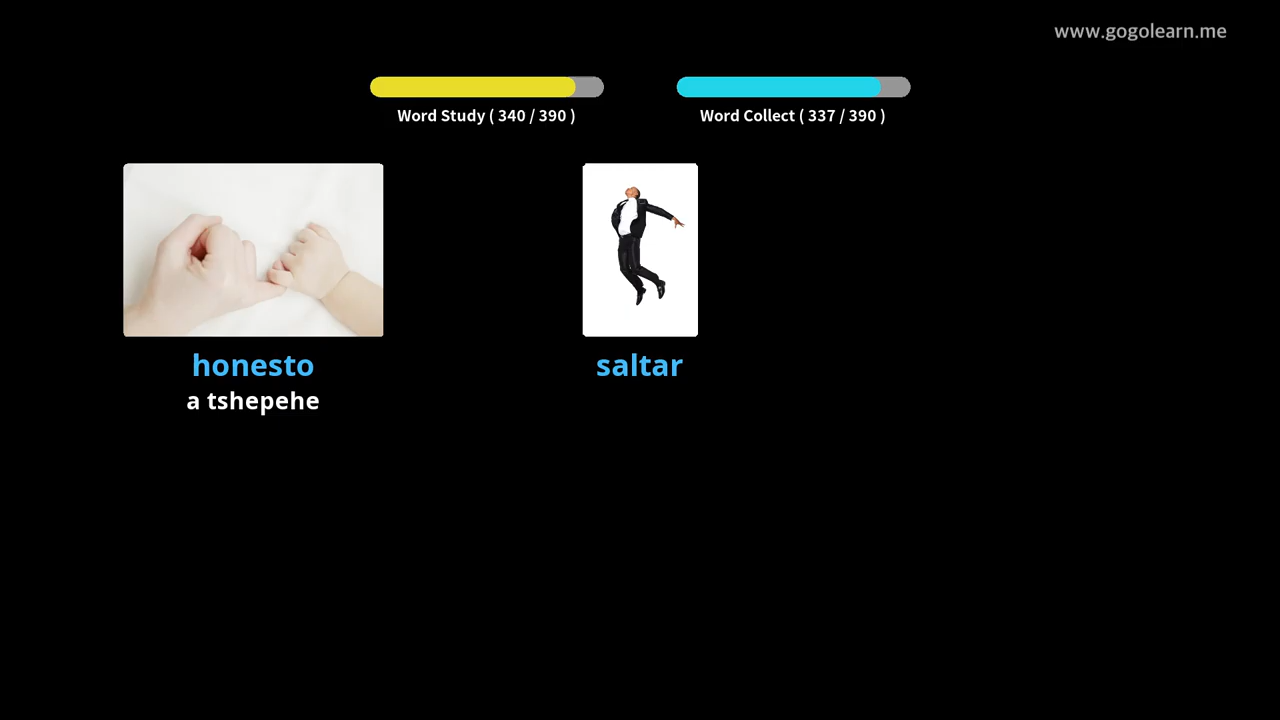 www.gogolearn.me
Word Study ( 340 / 390 )
Word Collect ( 337 / 390 )
honesto
a tshepehe
saltar